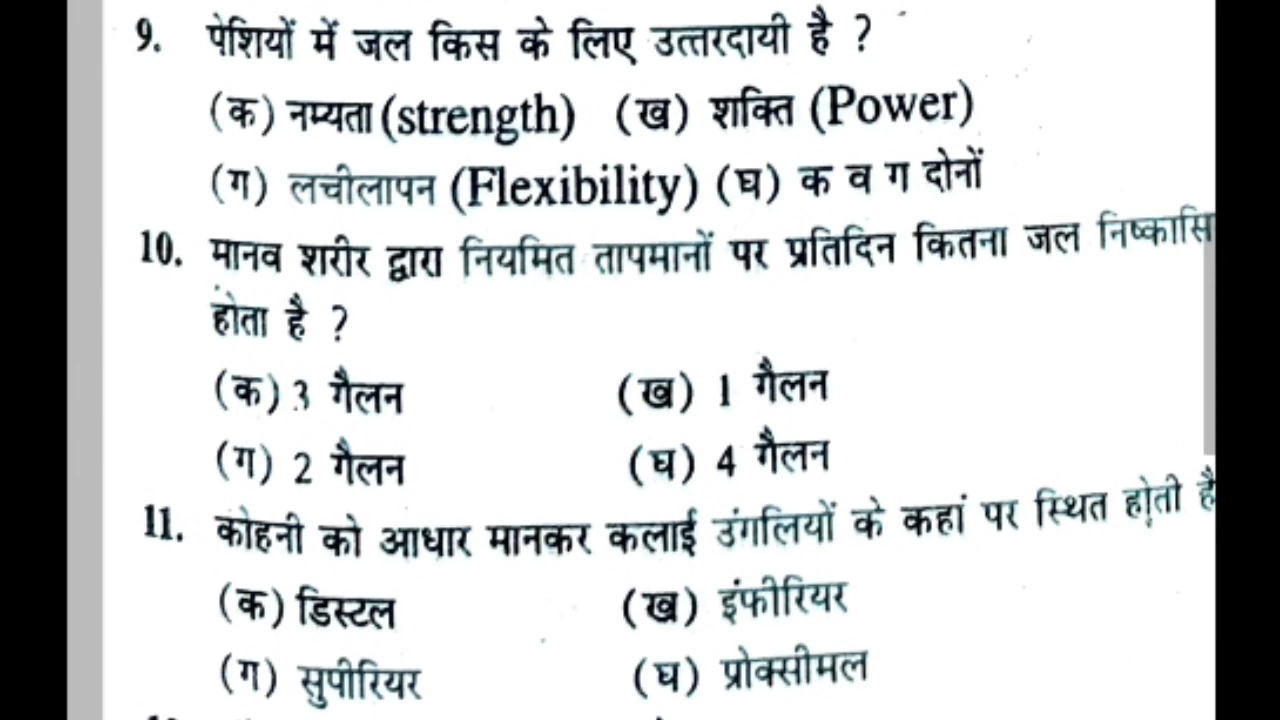 9. पेशियों में जल किस के लिए उत्तरदायी है ?
(क) नम्यता (strength) (ख) शक्ति (Power)
(ग) लचीलापन (Flexibility) (घ) क व ग दोनों
10. मानव शरीर द्वारा नियमित तापमानों पर प्रतिदिन कितना जल निष्कासि
होता है ?
(क) 3 गैलन (ख) 1 गैलन
(ग) 2 गैलन (घ) 4 गैलन
11. कोहनी को आधार मानकर कलाई उंगलियों के कहां पर स्थित होती है
(क) डिस्टल (ख) इंफीरियर
(ग) सुपीरियर (घ) प्रोक्सीमल